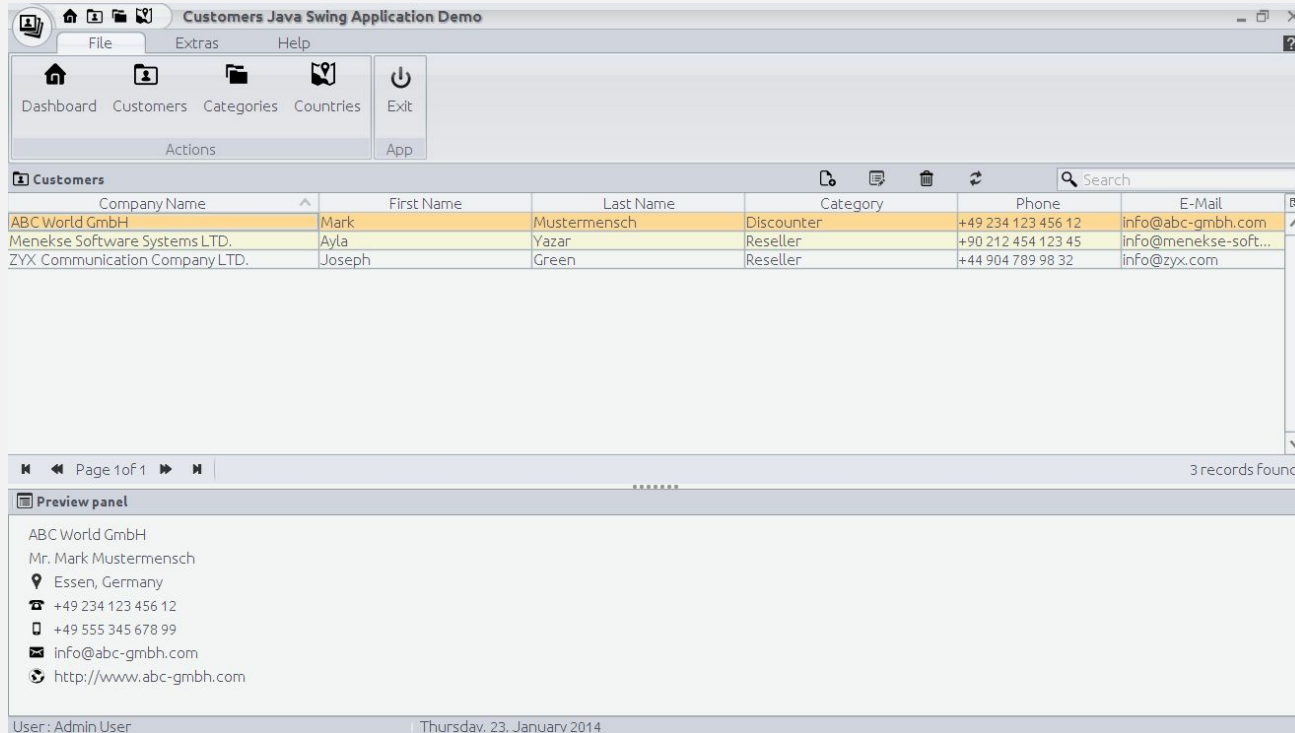 Customers Java Swing Application Demo
File Extras Help
Dashboard Customers Categories Countries Exit
Actions App
Customers Search
Company Name First Name Last Name Category Phone E-Mail
ABC World GmbH Mark Mustermensch Discounter +49 234 123 456 12 info@abc-gmbh.com
Menekse Software Systems LTD. Ayla Yazar Reseller +90 212 454 123 45 info@menekse-soft...
ZYX Communication Company LTD. Joseph Green Reseller +44 904 789 98 32 info@zyx.com
Page 1 of 1 3 records found
Preview panel
ABC World GmbH
Mr. Mark Mustermensch
Essen, Germany
+49 234 123 456 12
+49 555 345 678 99
info@abc-gmbh.com
http://www.abc-gmbh.com
User : Admin User Thursday, 23. January 2014